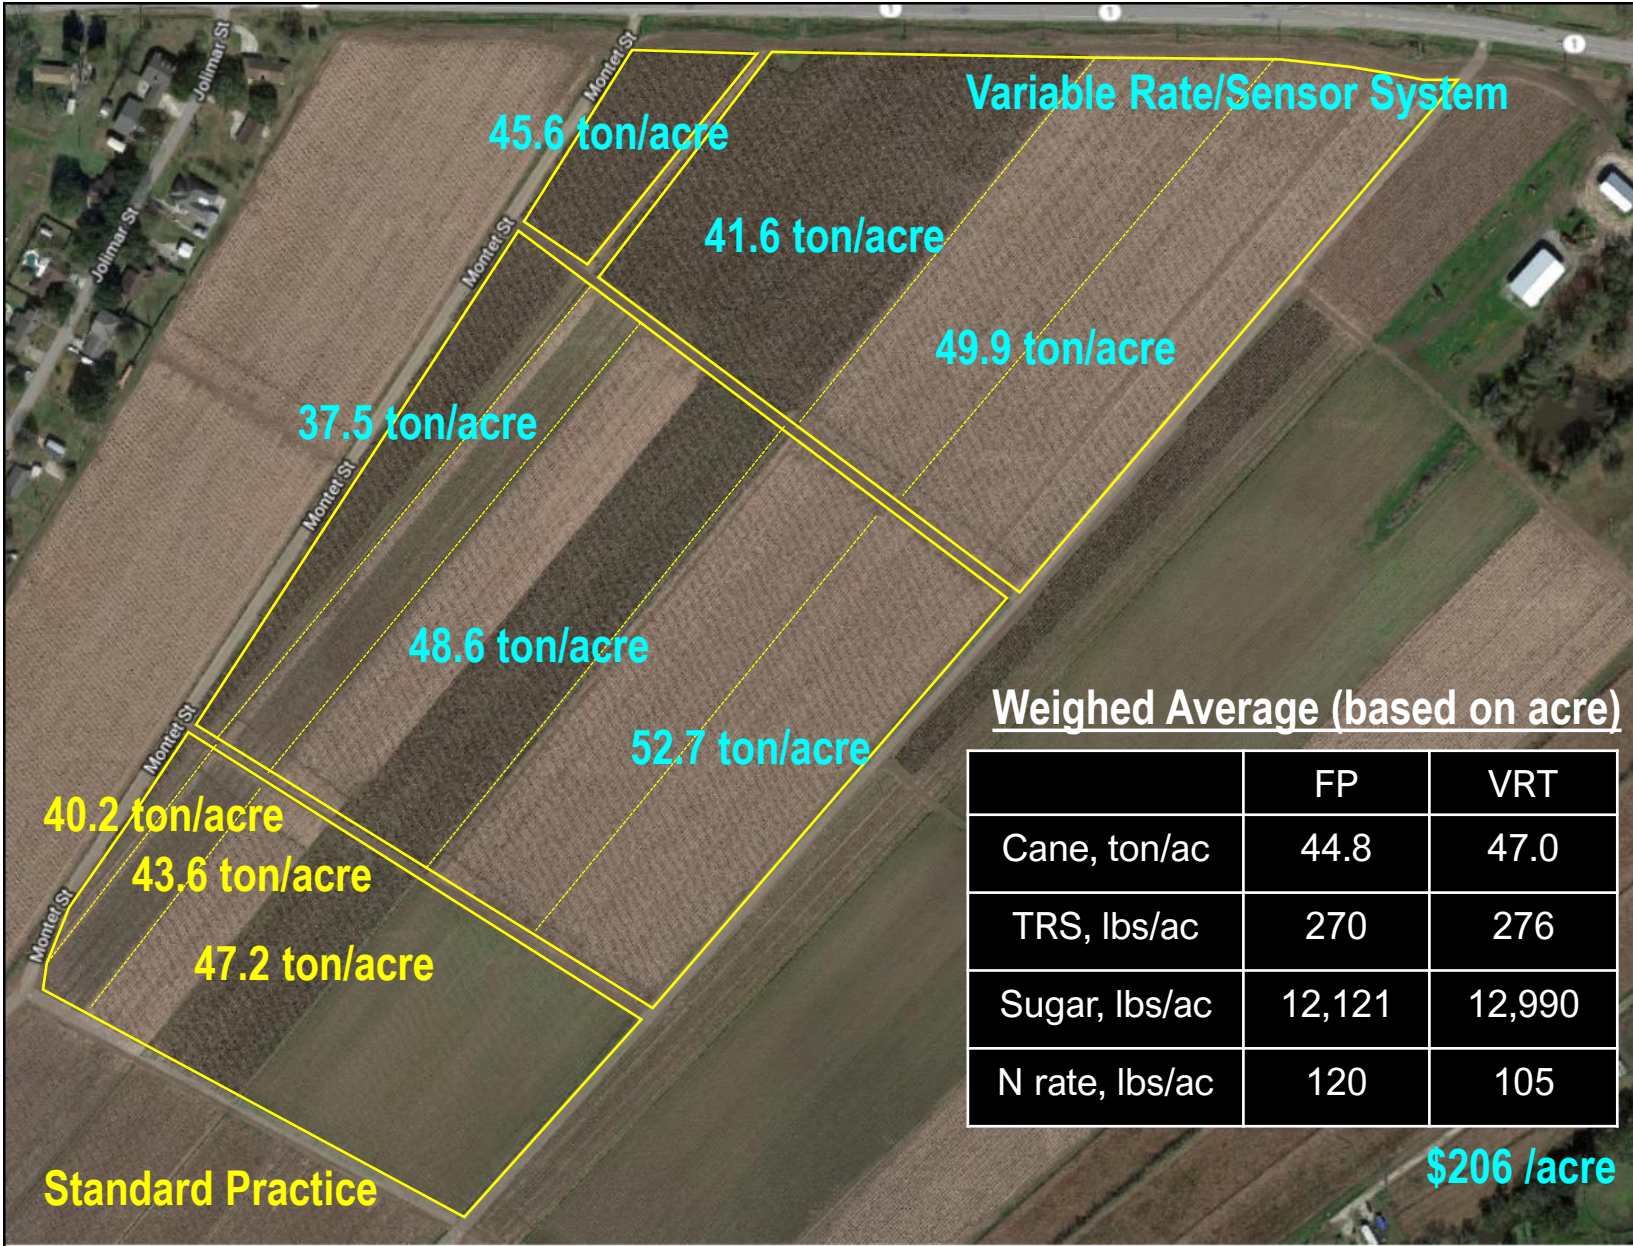 1
1
1
Jolimar St
Montet St
Variable Rate/Sensor System
45.6 ton/acre
Jolimar St
Montet St
41.6 ton/acre
49.9 ton/acre
37.5 ton/acre
Montet St
48.6 ton/acre
Montet St
52.7 ton/acre
40.2 ton/acre
43.6 ton/acre
Montet St
47.2 ton/acre
Standard Practice
Weighed Average (based on acre)
FP VRT
Cane, ton/ac 44.8 47.0
TRS, lbs/ac 270 276
Sugar, lbs/ac 12,121 12,990
N rate, lbs/ac 120 105
$206 /acre